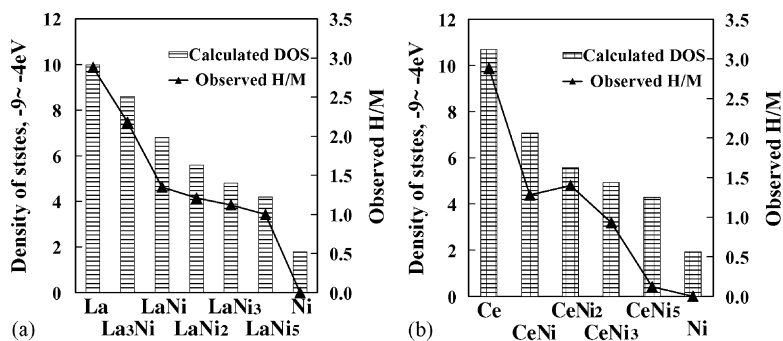 12
10
8
6
4
2
0
Density of ststes, -9~ -4eV
Calculated DOS
Observed H/M
3.5
3.0
2.5
2.0
1.5
1.0
0.5
0.0
Observed H/M
La
LaNi
LaNi3
Ni
La3Ni
LaNi2
LaNi5
(a)
12
10
8
6
4
2
0
Density of ststes, -9~ -4eV
Calculated DOS
Observed H/M
3.5
3.0
2.5
2.0
1.5
1.0
0.5
0.0
Observed H/M
Ce
CeNi2
CeNi5
CeNi
CeNi3
Ni
(b)